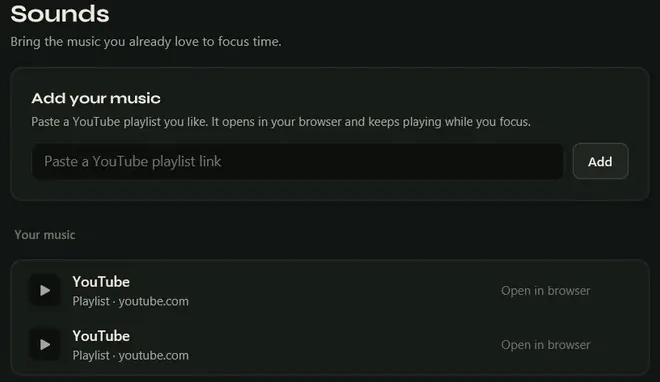 Sounds
Bring the music you already love to focus time.
Add your music
Paste a YouTube playlist you like. It opens in your browser and keeps playing while you focus.
Paste a YouTube playlist link
Add
Your music
YouTube
Playlist · youtube.com
Open in browser
YouTube
Playlist · youtube.com
Open in browser